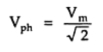 V_ph = V_m / √2